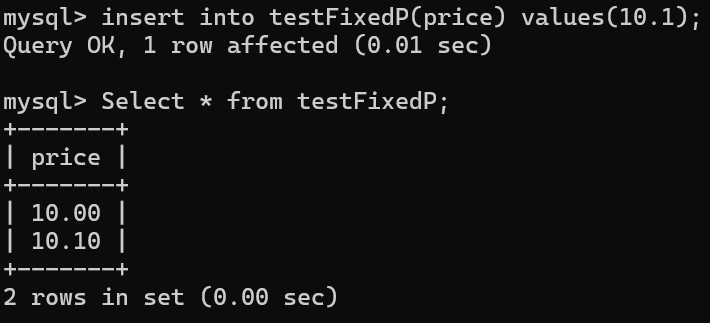 mysql> insert into testFixedP(price) values(10.1);
Query OK, 1 row affected (0.01 sec)
mysql> Select * from testFixedP;
+-------+
| price |
+-------+
| 10.00 |
| 10.10 |
+-------+
2 rows in set (0.00 sec)